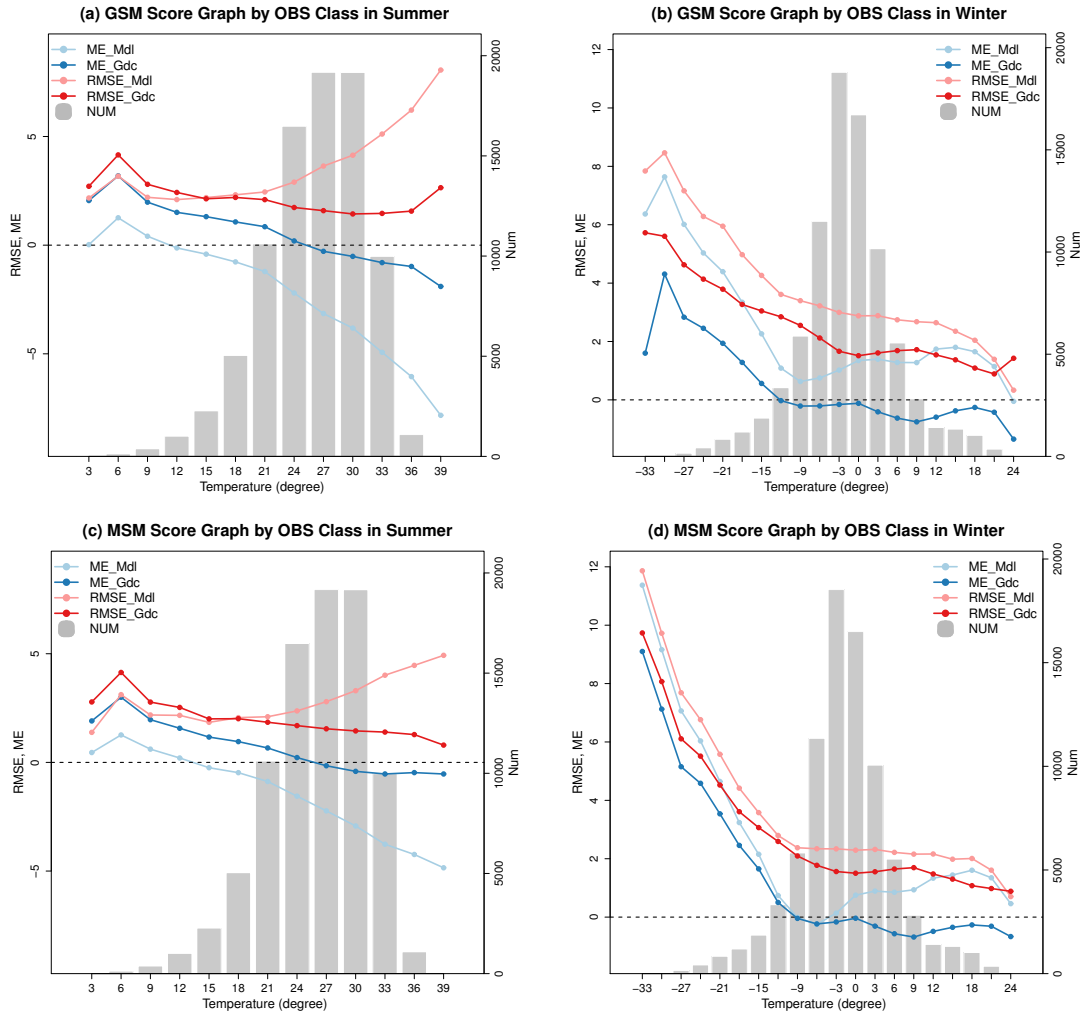 (a) GSM Score Graph by OBS Class in Summer
ME_Mdl
ME_Gdc
RMSE_Mdl
RMSE_Gdc
NUM
RMSE, ME
5
0
−5
Num
20000
15000
10000
5000
0
3 6 9 12 15 18 21 24 27 30 33 36 39
Temperature (degree)
(b) GSM Score Graph by OBS Class in Winter
ME_Mdl
ME_Gdc
RMSE_Mdl
RMSE_Gdc
NUM
RMSE, ME
12
10
8
6
4
2
0
Num
20000
15000
10000
5000
0
−33 −27 −21 −15 −9 −3 0 3 6 9 12 18 24
Temperature (degree)
(c) MSM Score Graph by OBS Class in Summer
ME_Mdl
ME_Gdc
RMSE_Mdl
RMSE_Gdc
NUM
RMSE, ME
5
0
−5
Num
20000
15000
10000
5000
0
3 6 9 12 15 18 21 24 27 30 33 36 39
Temperature (degree)
(d) MSM Score Graph by OBS Class in Winter
ME_Mdl
ME_Gdc
RMSE_Mdl
RMSE_Gdc
NUM
RMSE, ME
12
10
8
6
4
2
0
Num
20000
15000
10000
5000
0
−33 −27 −21 −15 −9 −3 0 3 6 9 12 18 24
Temperature (degree)